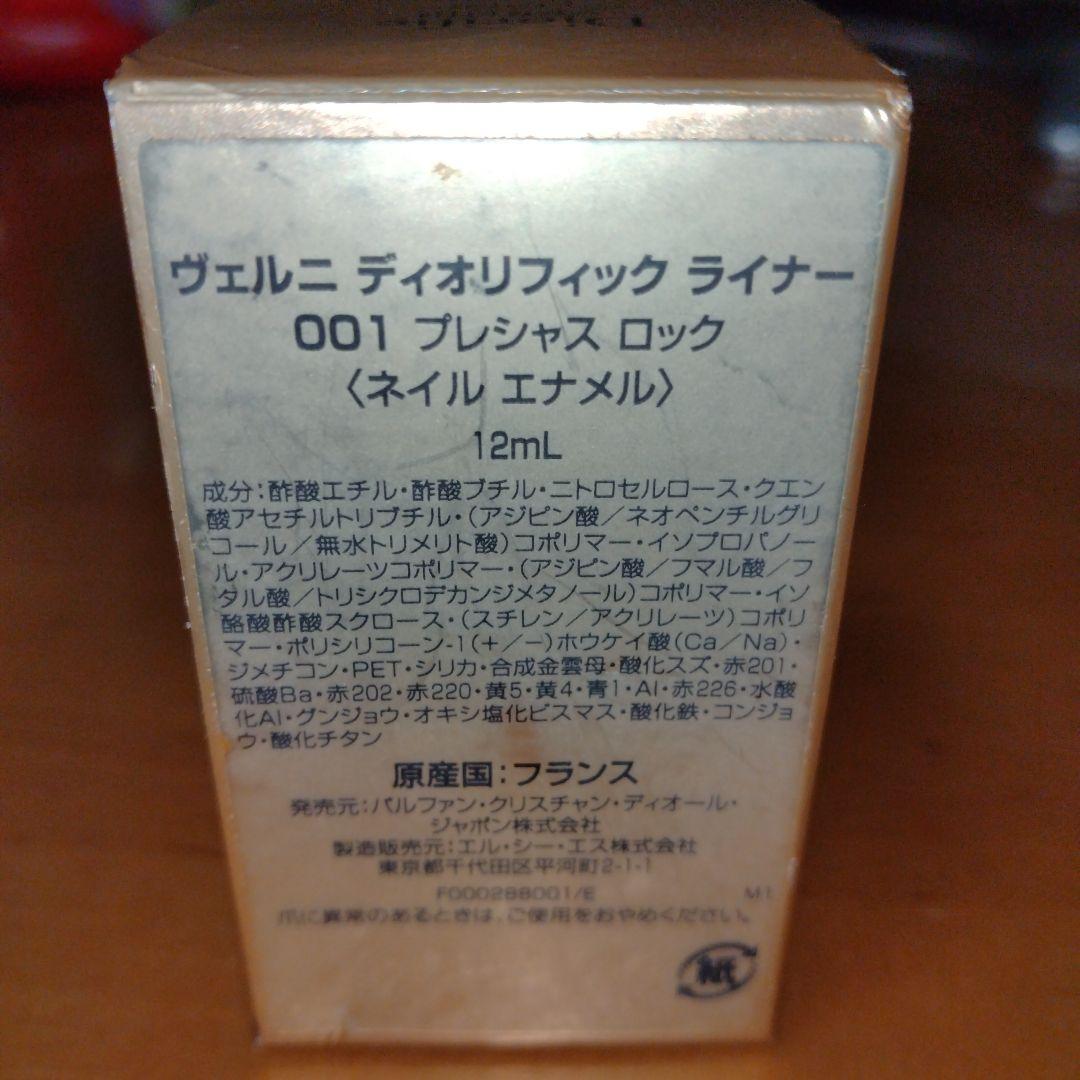 ヴェルニ ディオリフィック ライナー
001 プレシャス ロック
〈ネイル エナメル〉
12mL
成分:酢酸エチル・酢酸ブチル・ニトロセルロース・クエン
酸アセチルトリブチル・(アジピン酸/ネオペンチルグリ
コール/無水トリメリト酸)コポリマー・イソプロパノー
ル・アクリレーツコポリマー・(アジピン酸/フマル酸/フ
タル酸/トリシクロデカンジメタノール)コポリマー・イソ
酪酸酢酸スクロース・(スチレン/アクリレーツ)コポリ
マー・ポリシリコーン-1(+/−)ホウケイ酸(Ca/Na)・
ジメチコン・PET・シリカ・合成金雲母・酸化スズ・赤201・
硫酸Ba・赤202・赤220・黄5・黄4・青1・Al・赤226・水酸
化Al・グンジョウ・オキシ塩化ビスマス・酸化鉄・コンジョ
ウ・酸化チタン
原産国:フランス
発売元:パルファン・クリスチャン・ディオール・
ジャポン株式会社
製造販売元:エル・シー・エス株式会社
東京都千代田区平河町2-1-1
F000288001/E M1
爪に異常のあるときは、ご使用をおやめください。
紙